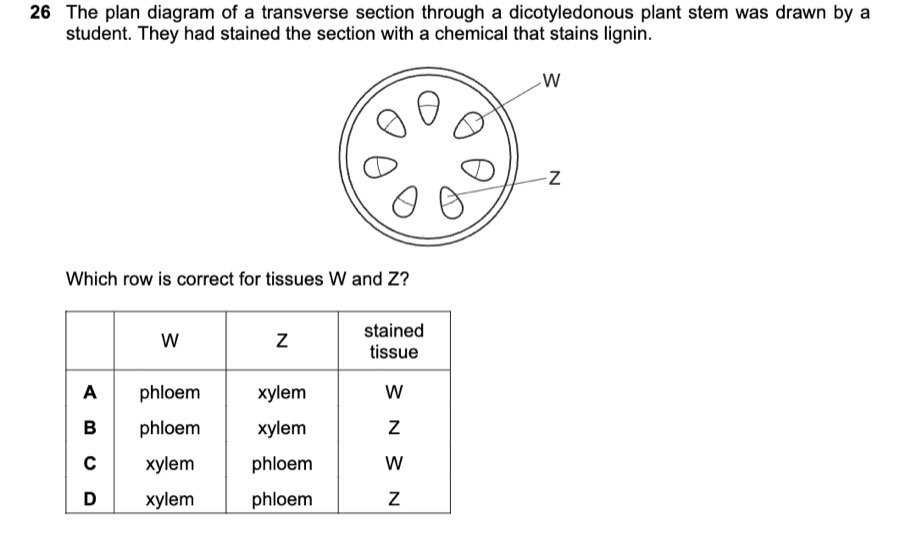 26 The plan diagram of a transverse section through a dicotyledonous plant stem was drawn by a
student. They had stained the section with a chemical that stains lignin.
W
Z
Which row is correct for tissues W and Z?
W Z stained
tissue
A phloem xylem W
B phloem xylem Z
C xylem phloem W
D xylem phloem Z